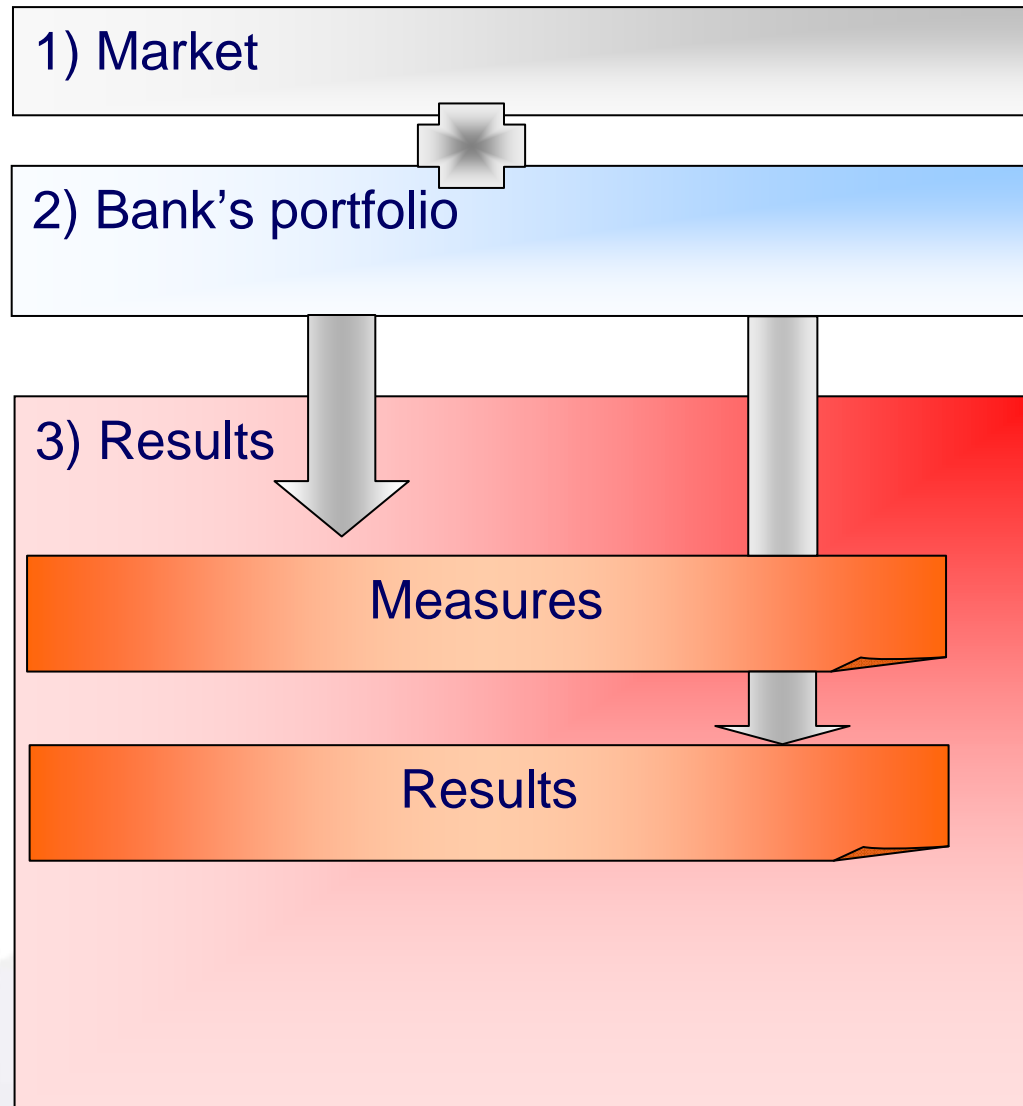 1) Market
2) Bank’s portfolio
3) Results
Measures
Results